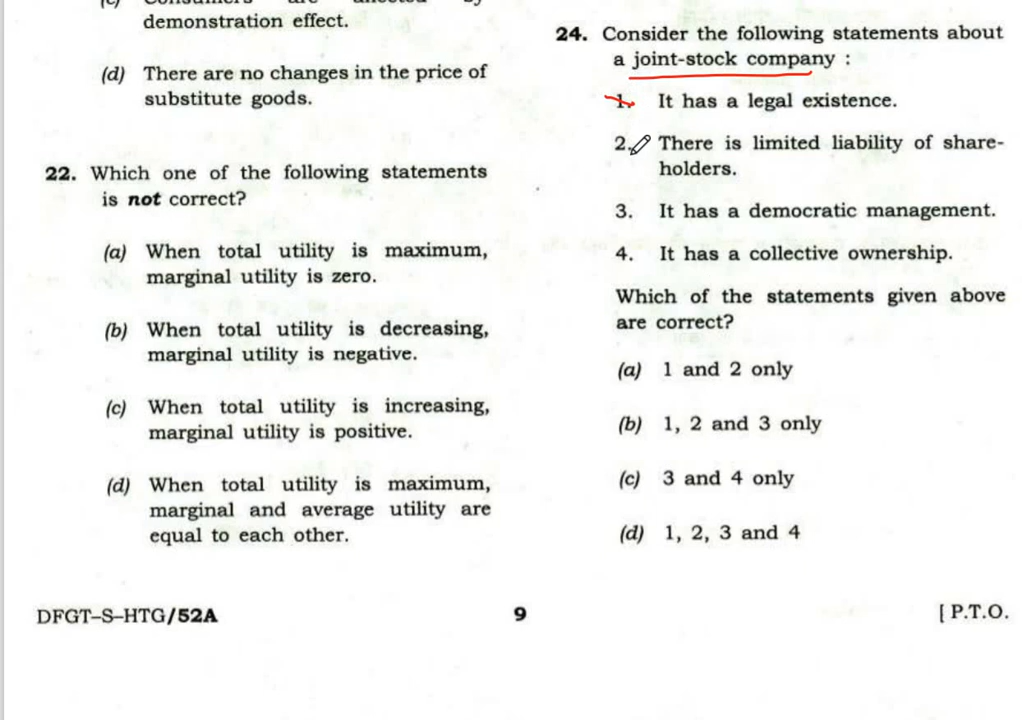 (c) Consumers are affected by
demonstration effect.
(d) There are no changes in the price of
substitute goods.
22. Which one of the following statements
is not correct?
(a) When total utility is maximum,
marginal utility is zero.
(b) When total utility is decreasing,
marginal utility is negative.
(c) When total utility is increasing,
marginal utility is positive.
(d) When total utility is maximum,
marginal and average utility are
equal to each other.
24. Consider the following statements about
a joint-stock company :
1. It has a legal existence.
2. There is limited liability of share-
holders.
3. It has a democratic management.
4. It has a collective ownership.
Which of the statements given above
are correct?
(a) 1 and 2 only
(b) 1, 2 and 3 only
(c) 3 and 4 only
(d) 1, 2, 3 and 4
DFGT-S-HTG/52A
9
[ P.T.O.